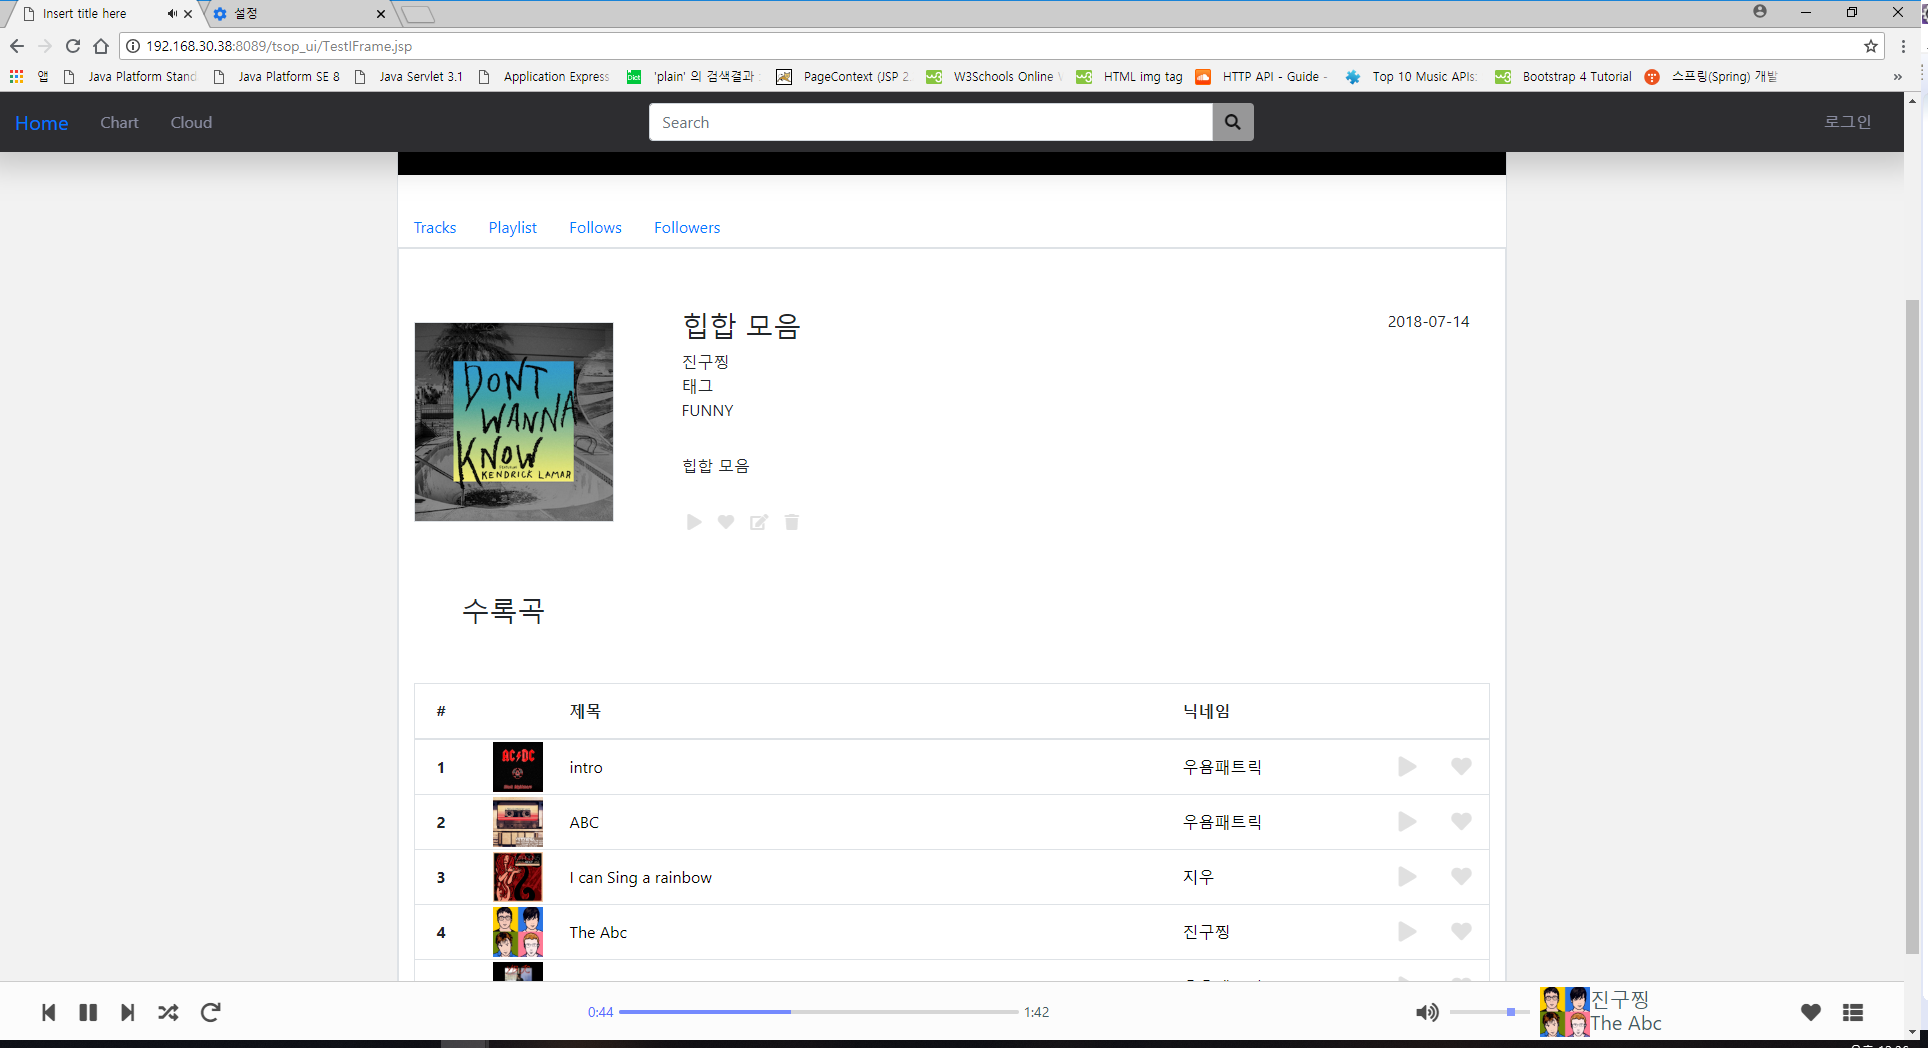 Insert title here
설정
192.168.30.38:8089/tsop_ui/TestIFrame.jsp
앱 Java Platform Stand Java Platform SE 8 Java Servlet 3.1 Application Express 'plain' 의 검색결과 : PageContext (JSP 2. W3Schools Online HTML img tag HTTP API - Guide - Top 10 Music APIs: Bootstrap 4 Tutorial 스프링(Spring) 개발 »
Home Chart Cloud Search 로그인
Tracks Playlist Follows Followers
DONT
WANNA
KNOW
KENDRICK LAMAR
힙합 모음 2018-07-14
진구찡
태그
FUNNY
힙합 모음
수록곡
# 제목 닉네임
AC/DC
1 intro 우욤패트릭
2 ABC 우욤패트릭
3 I can Sing a rainbow 지우
4 The Abc 진구찡
0:44 1:42
진구찡
The Abc